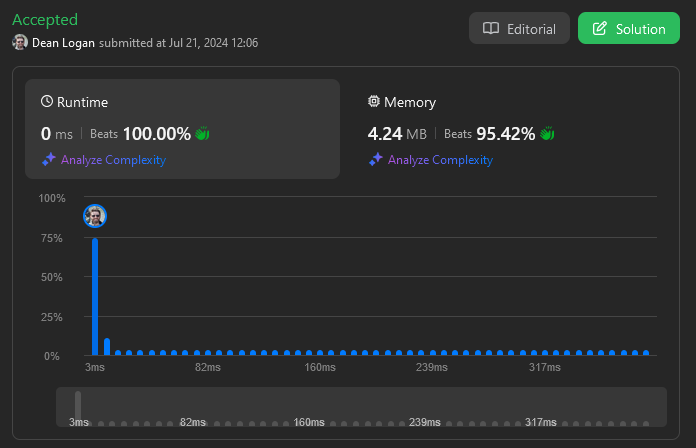 Accepted
Editorial
Solution
Dean Logan submitted at Jul 21, 2024 12:06
Runtime
Memory
0 ms | Beats 100.00%
4.24 MB | Beats 95.42%
Analyze Complexity
Analyze Complexity
100%
75%
50%
25%
0%
3ms 82ms 160ms 239ms 317ms
3ms 82ms 160ms 239ms 317ms